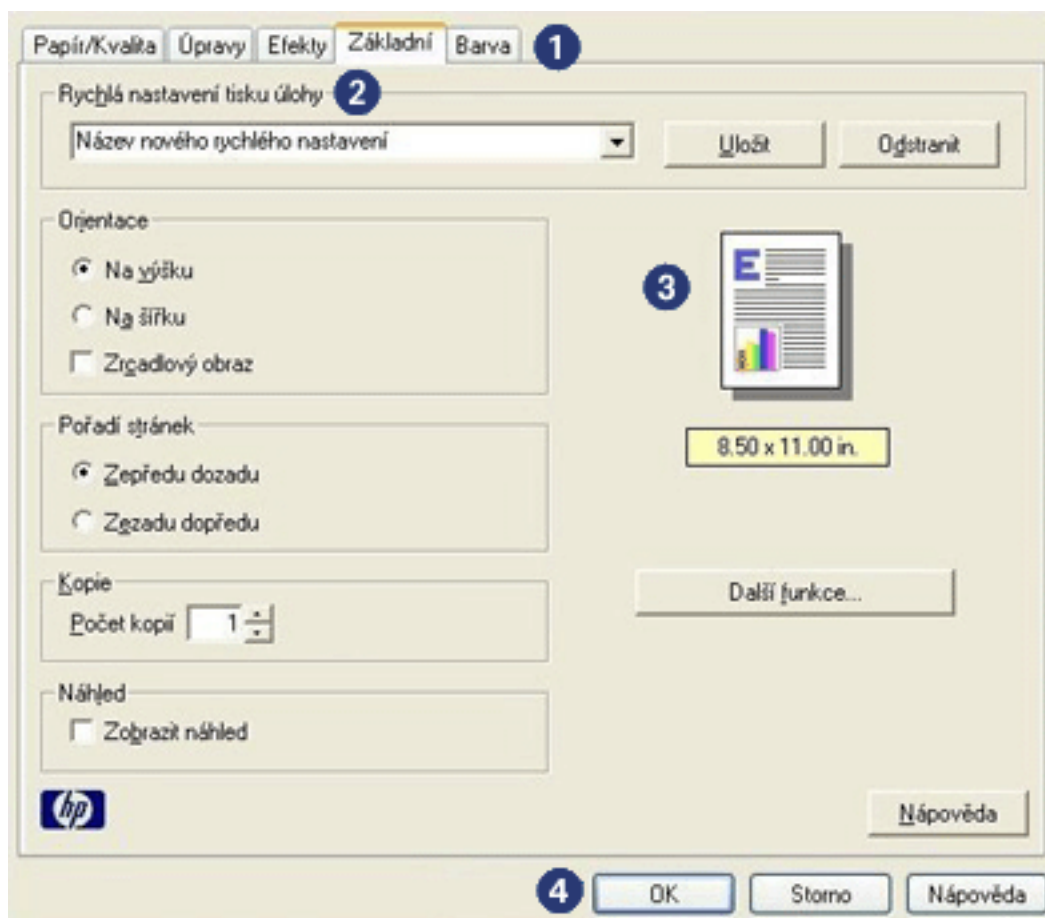 Papír/Kvalita Úpravy Efekty Základní Barva 1
Rychlá nastavení tisku úlohy 2
Název nového rychlého nastavení Uložit Odstranit
Orientace
Na výšku
Na šířku
Zrcadlový obraz
3
E
8.50 x 11.00 in.
Pořadí stránek
Zepředu dozadu
Zezadu dopředu
Kopie
Počet kopií 1
Další funkce...
Náhled
Zobrazit náhled
hp
Nápověda
4 OK Storno Nápověda